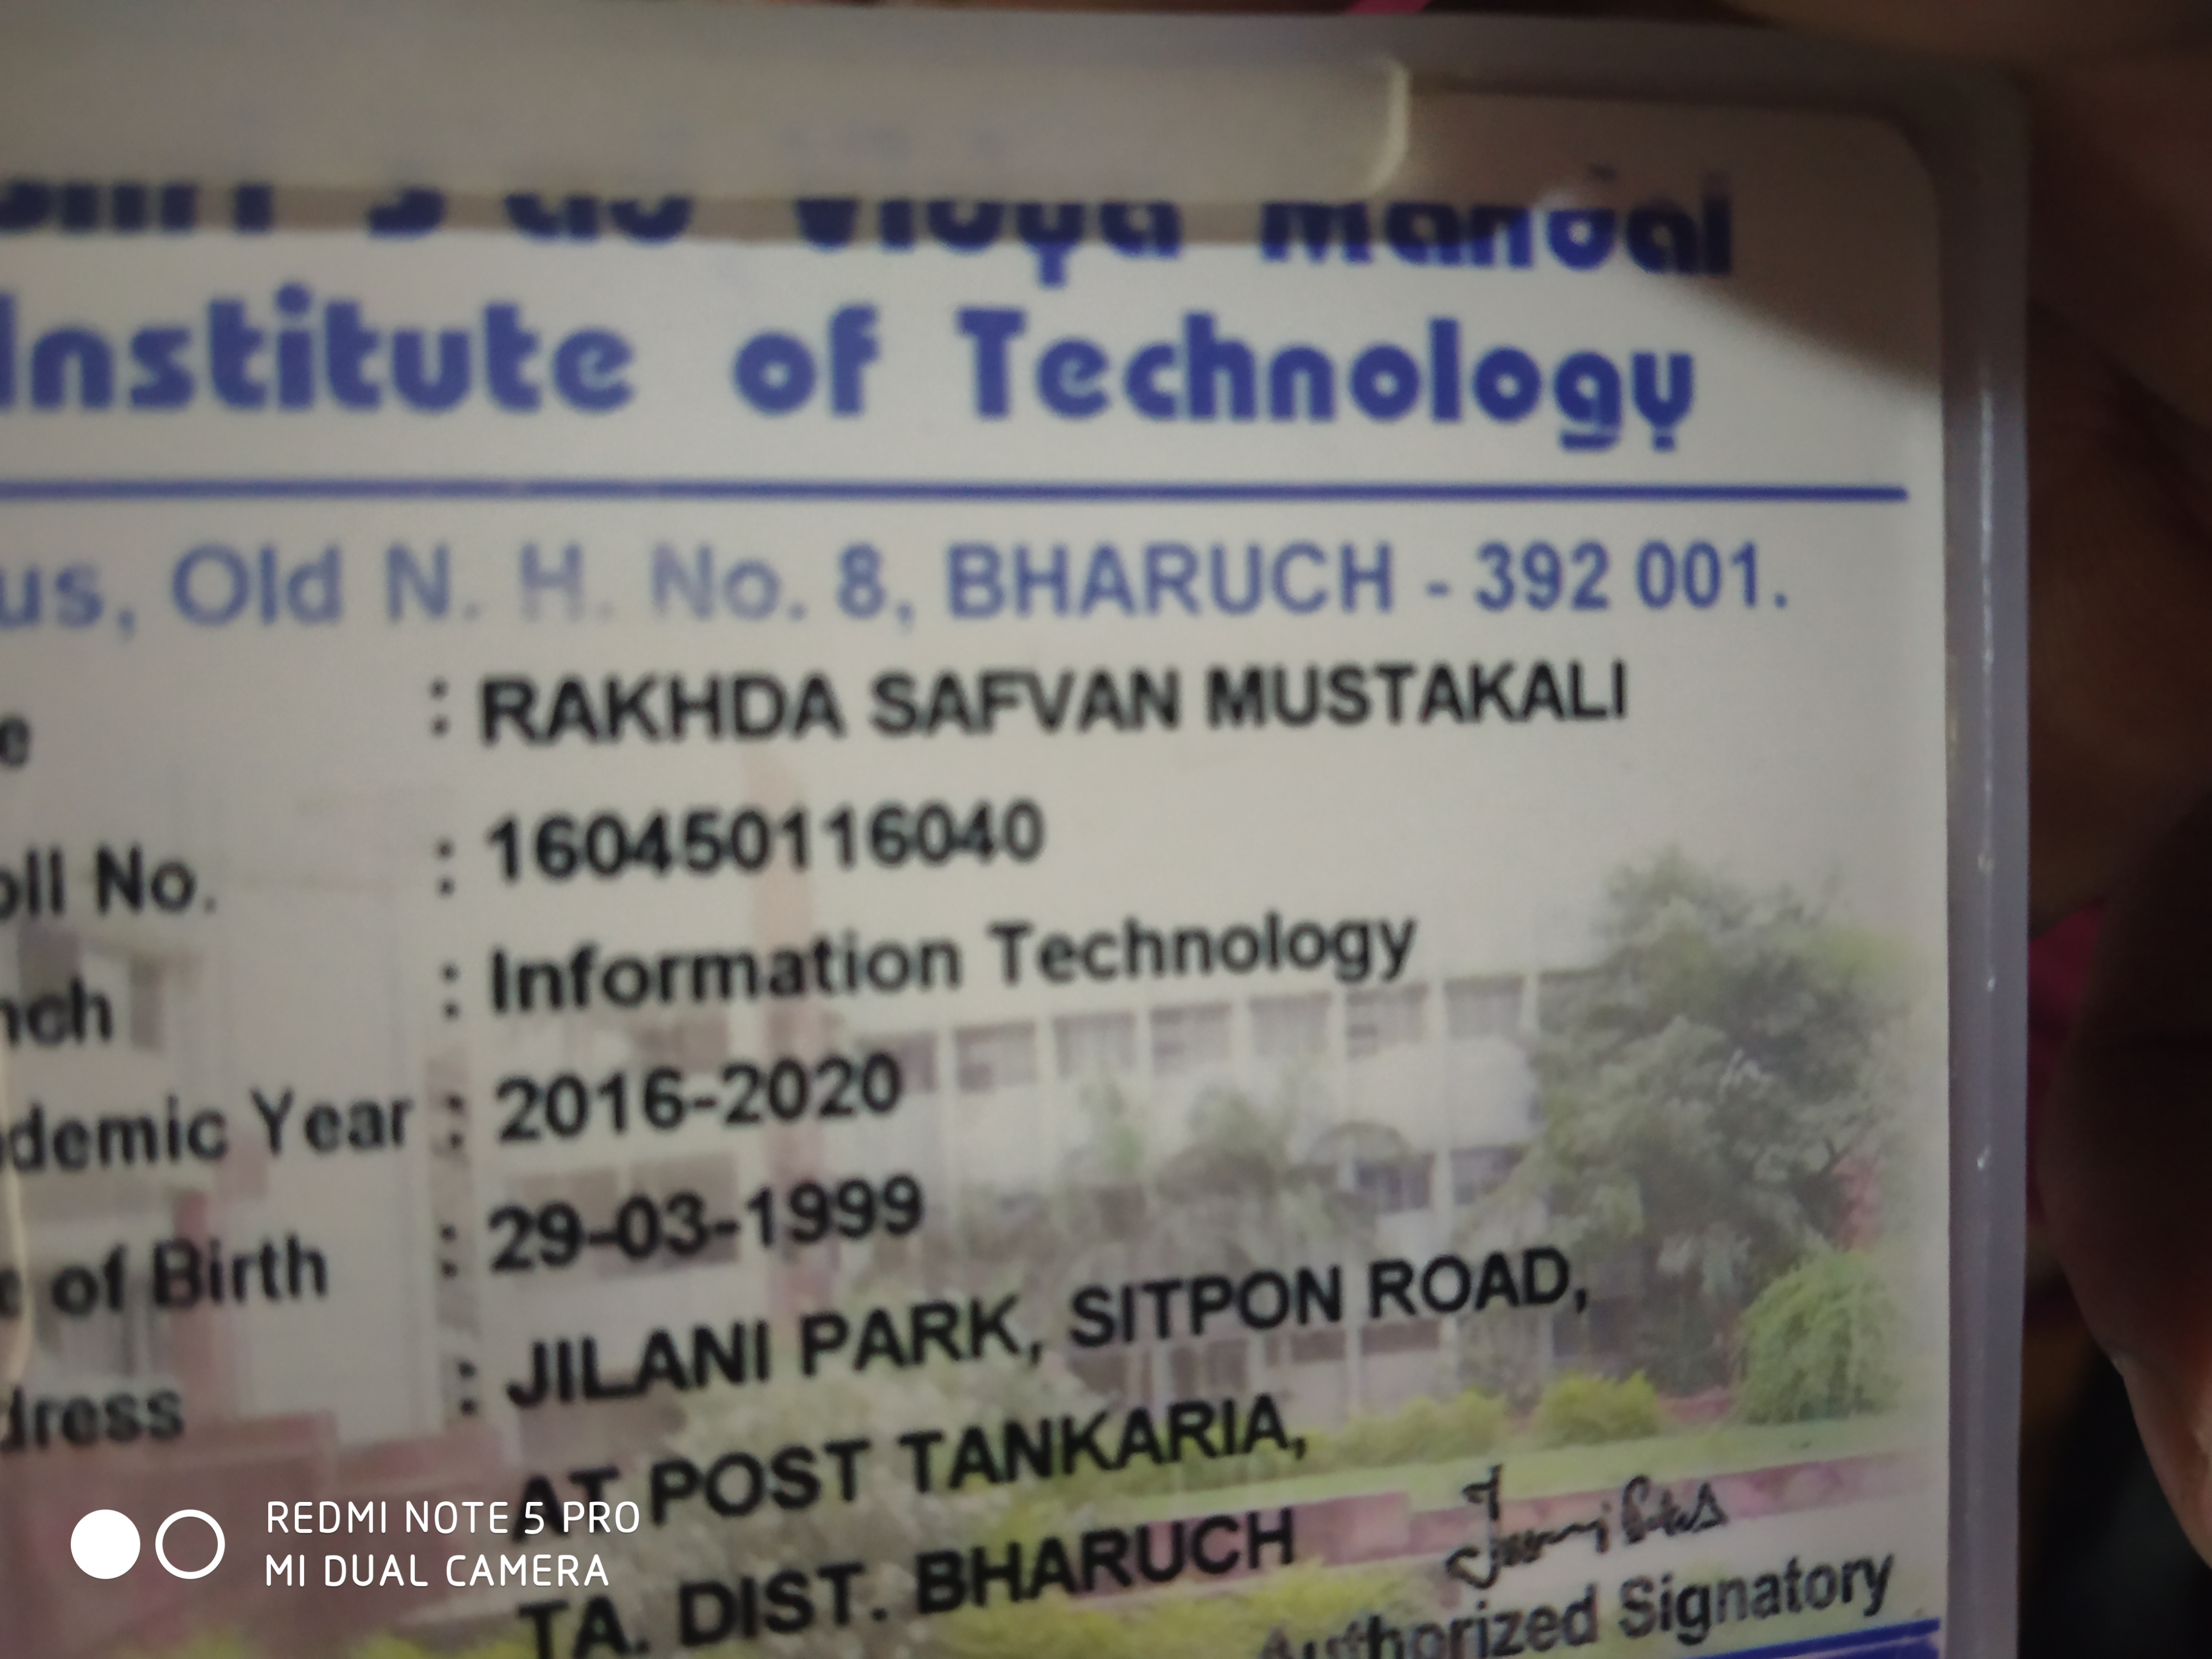 Shri S'ad Vidya Mandal
Institute of Technology
us, Old N. H. No. 8, BHARUCH - 392 001.
e : RAKHDA SAFVAN MUSTAKALI
oll No. : 160450116040
nch : Information Technology
demic Year : 2016-2020
e of Birth : 29-03-1999
dress : JILANI PARK, SITPON ROAD,
AT POST TANKARIA,
TA. DIST. BHARUCH
Authorized Signatory
REDMI NOTE 5 PRO
MI DUAL CAMERA